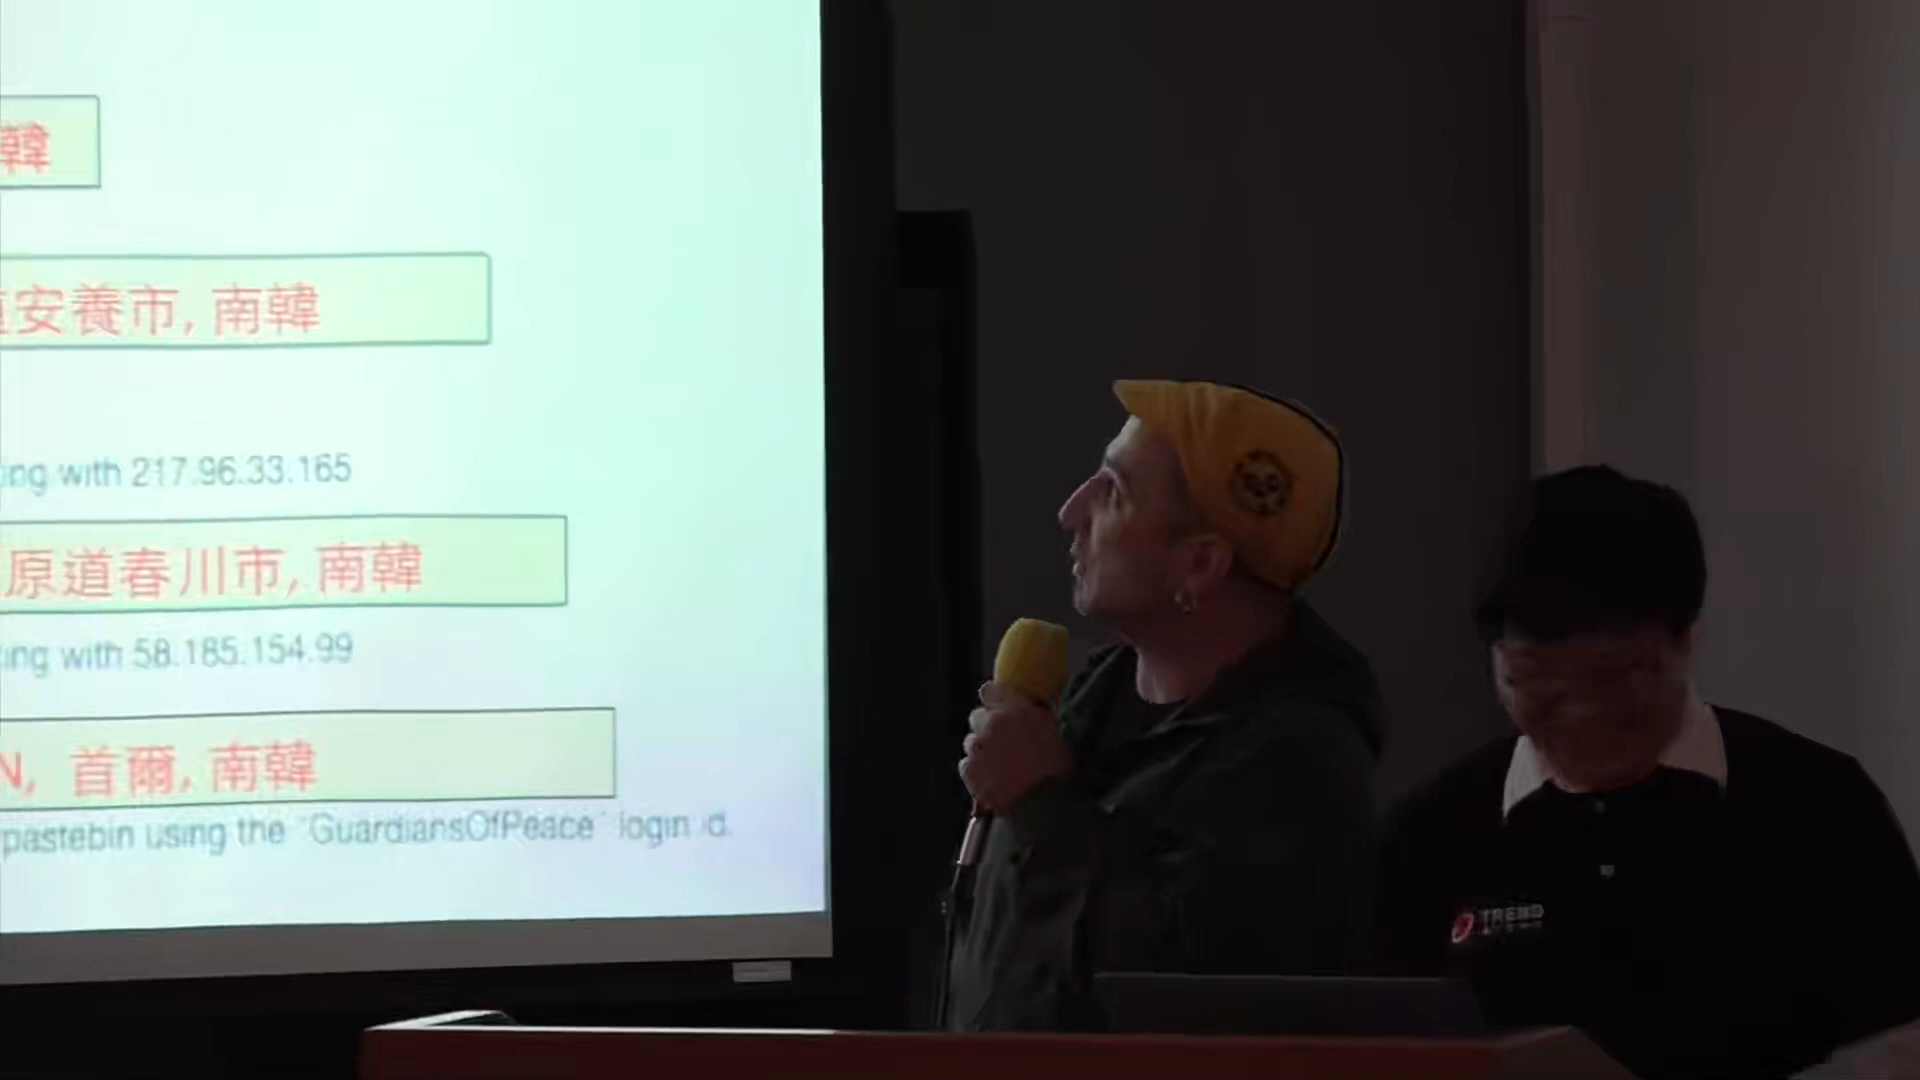 韓
安養市, 南韓
ing with 217.96.33.165
原道春川市, 南韓
ing with 58.185.154.99
N, 首爾, 南韓
pastebin using the "GuardiansOfPeace" login id.
TREND